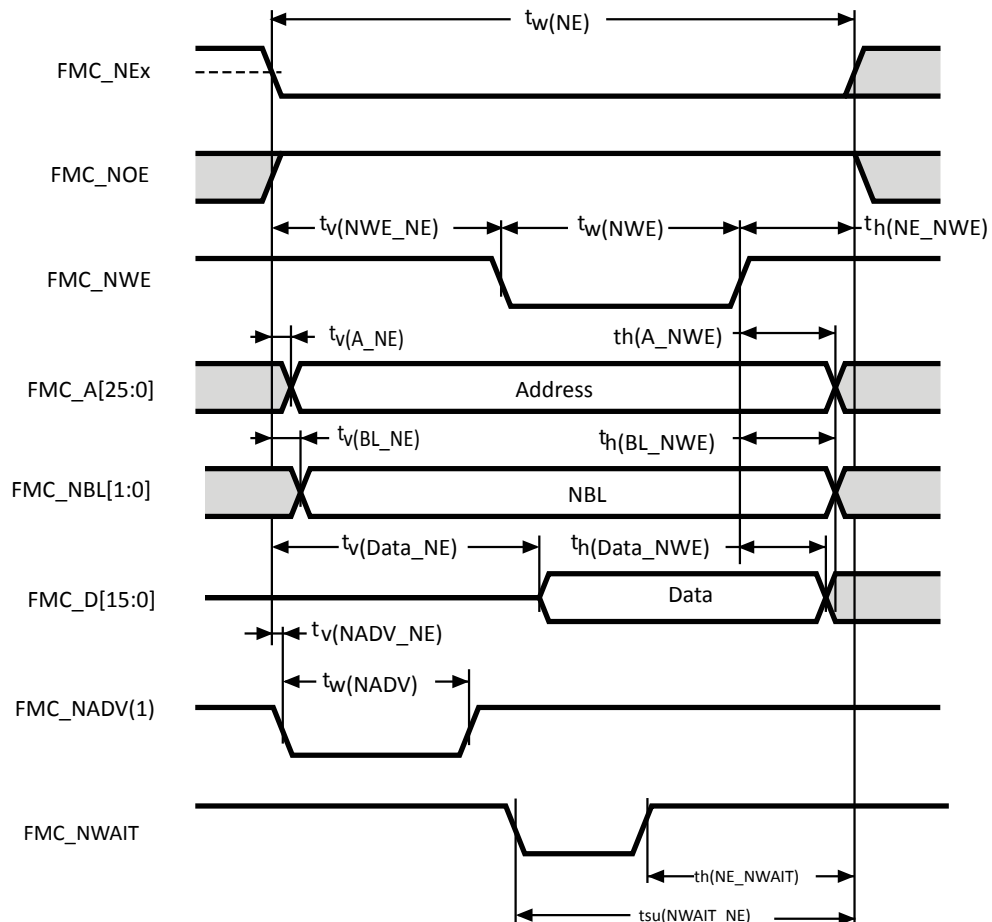 tw(NE)
FMC_NEx
FMC_NOE
tv(NWE_NE)
tw(NWE)
th(NE_NWE)
FMC_NWE
tv(A_NE)
th(A_NWE)
FMC_A[25:0]
Address
tv(BL_NE)
th(BL_NWE)
FMC_NBL[1:0]
NBL
tv(Data_NE)
th(Data_NWE)
FMC_D[15:0]
Data
tv(NADV_NE)
tw(NADV)
FMC_NADV(1)
FMC_NWAIT
th(NE_NWAIT)
tsu(NWAIT_NE)